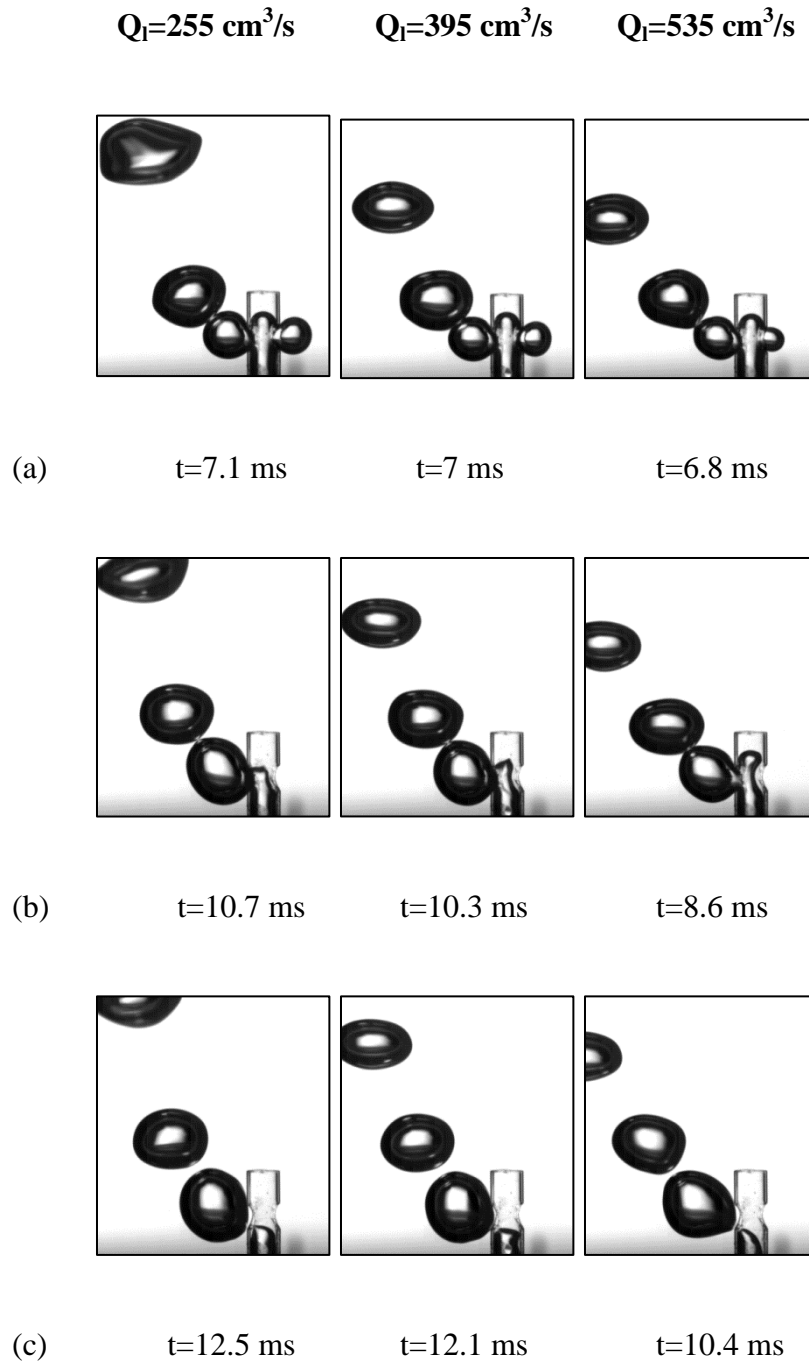 Qₗ=255 cm³/s Qₗ=395 cm³/s Qₗ=535 cm³/s
(a) t=7.1 ms t=7 ms t=6.8 ms
(b) t=10.7 ms t=10.3 ms t=8.6 ms
(c) t=12.5 ms t=12.1 ms t=10.4 ms